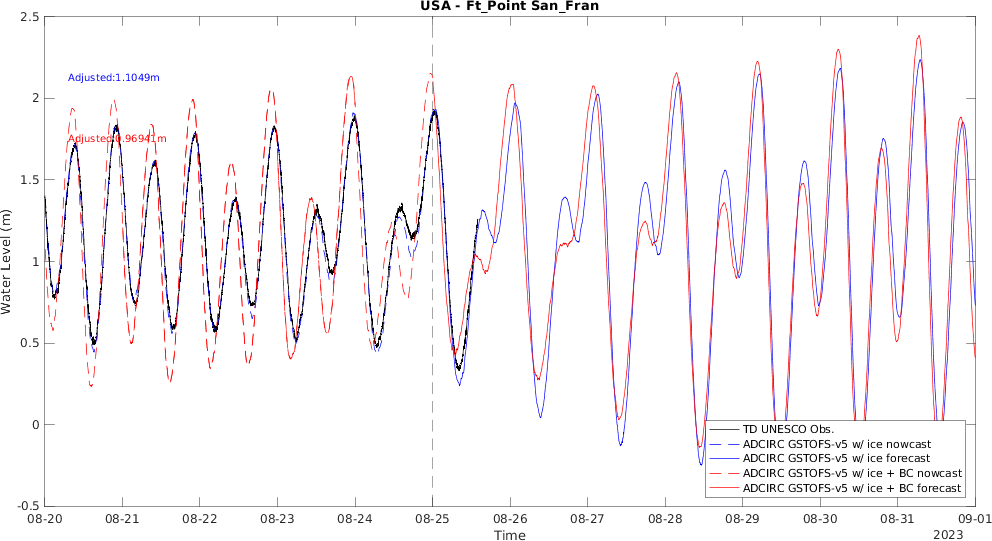 USA - Ft_Point San_Fran
2.5
2
1.5
1
0.5
0
-0.5
Water Level (m)
Adjusted:1.1049m
Adjusted:0.96941m
TD UNESCO Obs.
ADCIRC GSTOFS-v5 w/ ice nowcast
ADCIRC GSTOFS-v5 w/ ice forecast
ADCIRC GSTOFS-v5 w/ ice + BC nowcast
ADCIRC GSTOFS-v5 w/ ice + BC forecast
08-20 08-21 08-22 08-23 08-24 08-25 08-26 08-27 08-28 08-29 08-30 08-31 09-01
Time
2023